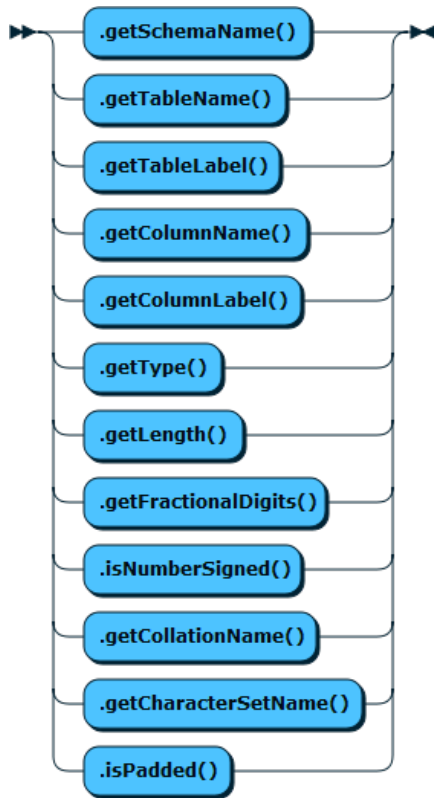 .getSchemaName()
.getTableName()
.getTableLabel()
.getColumnName()
.getColumnLabel()
.getType()
.getLength()
.getFractionalDigits()
.isNumberSigned()
.getCollationName()
.getCharacterSetName()
.isPadded()